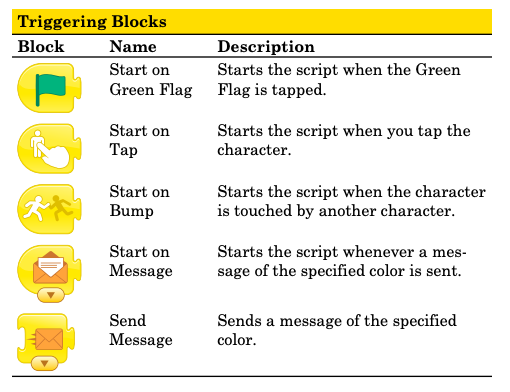 Triggering Blocks
Block Name Description
Start on Starts the script when the Green
Green Flag Flag is tapped.
Start on Starts the script when you tap the
Tap character.
Start on Starts the script when the character
Bump is touched by another character.
Start on Starts the script whenever a mes-
Message sage of the specified color is sent.
Send Sends a message of the specified
Message color.